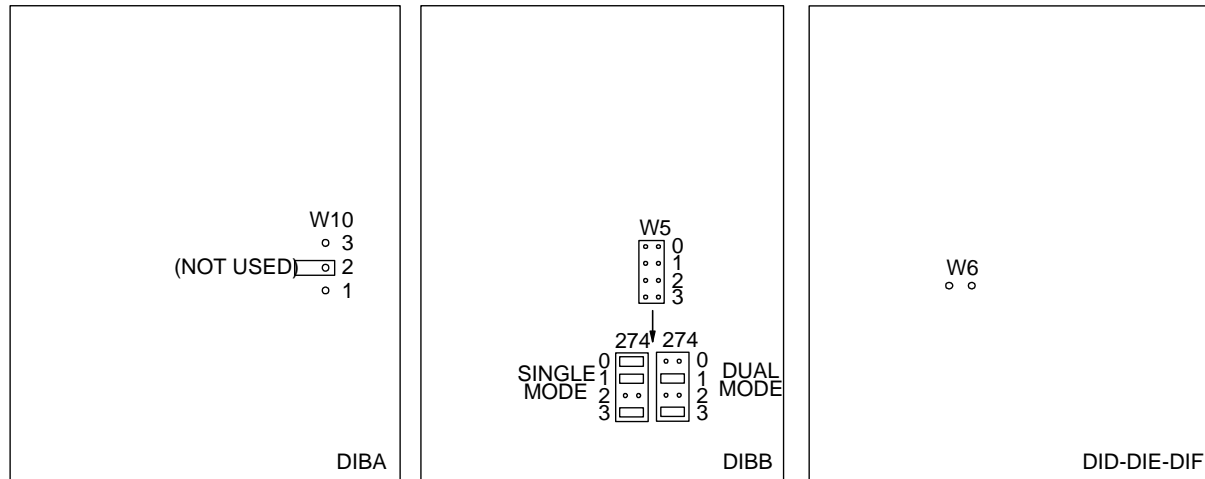 W10
3
(NOT USED) 2
1
DIBA
W5
0
1
2
3
274 274
0 0
SINGLE 1 1 DUAL
MODE 2 2 MODE
3 3
DIBB
W6
DID-DIE-DIF